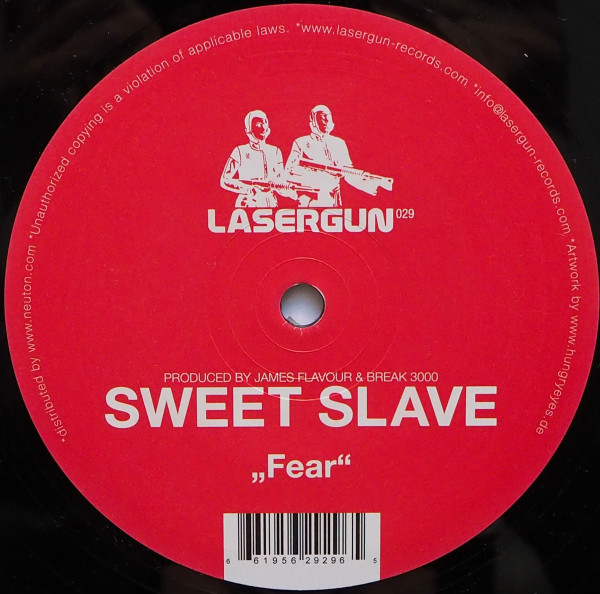 *distributed by www.neuton.com *Unauthorized copying is a violation of applicable laws. *www.lasergun-records.com *info@lasergun-records.com *Artwork by www.hungryeyes.de
LASERGUN 029
PRODUCED BY JAMES FLAVOUR & BREAK 3000
SWEET SLAVE
„Fear“
6 61956 29296 5